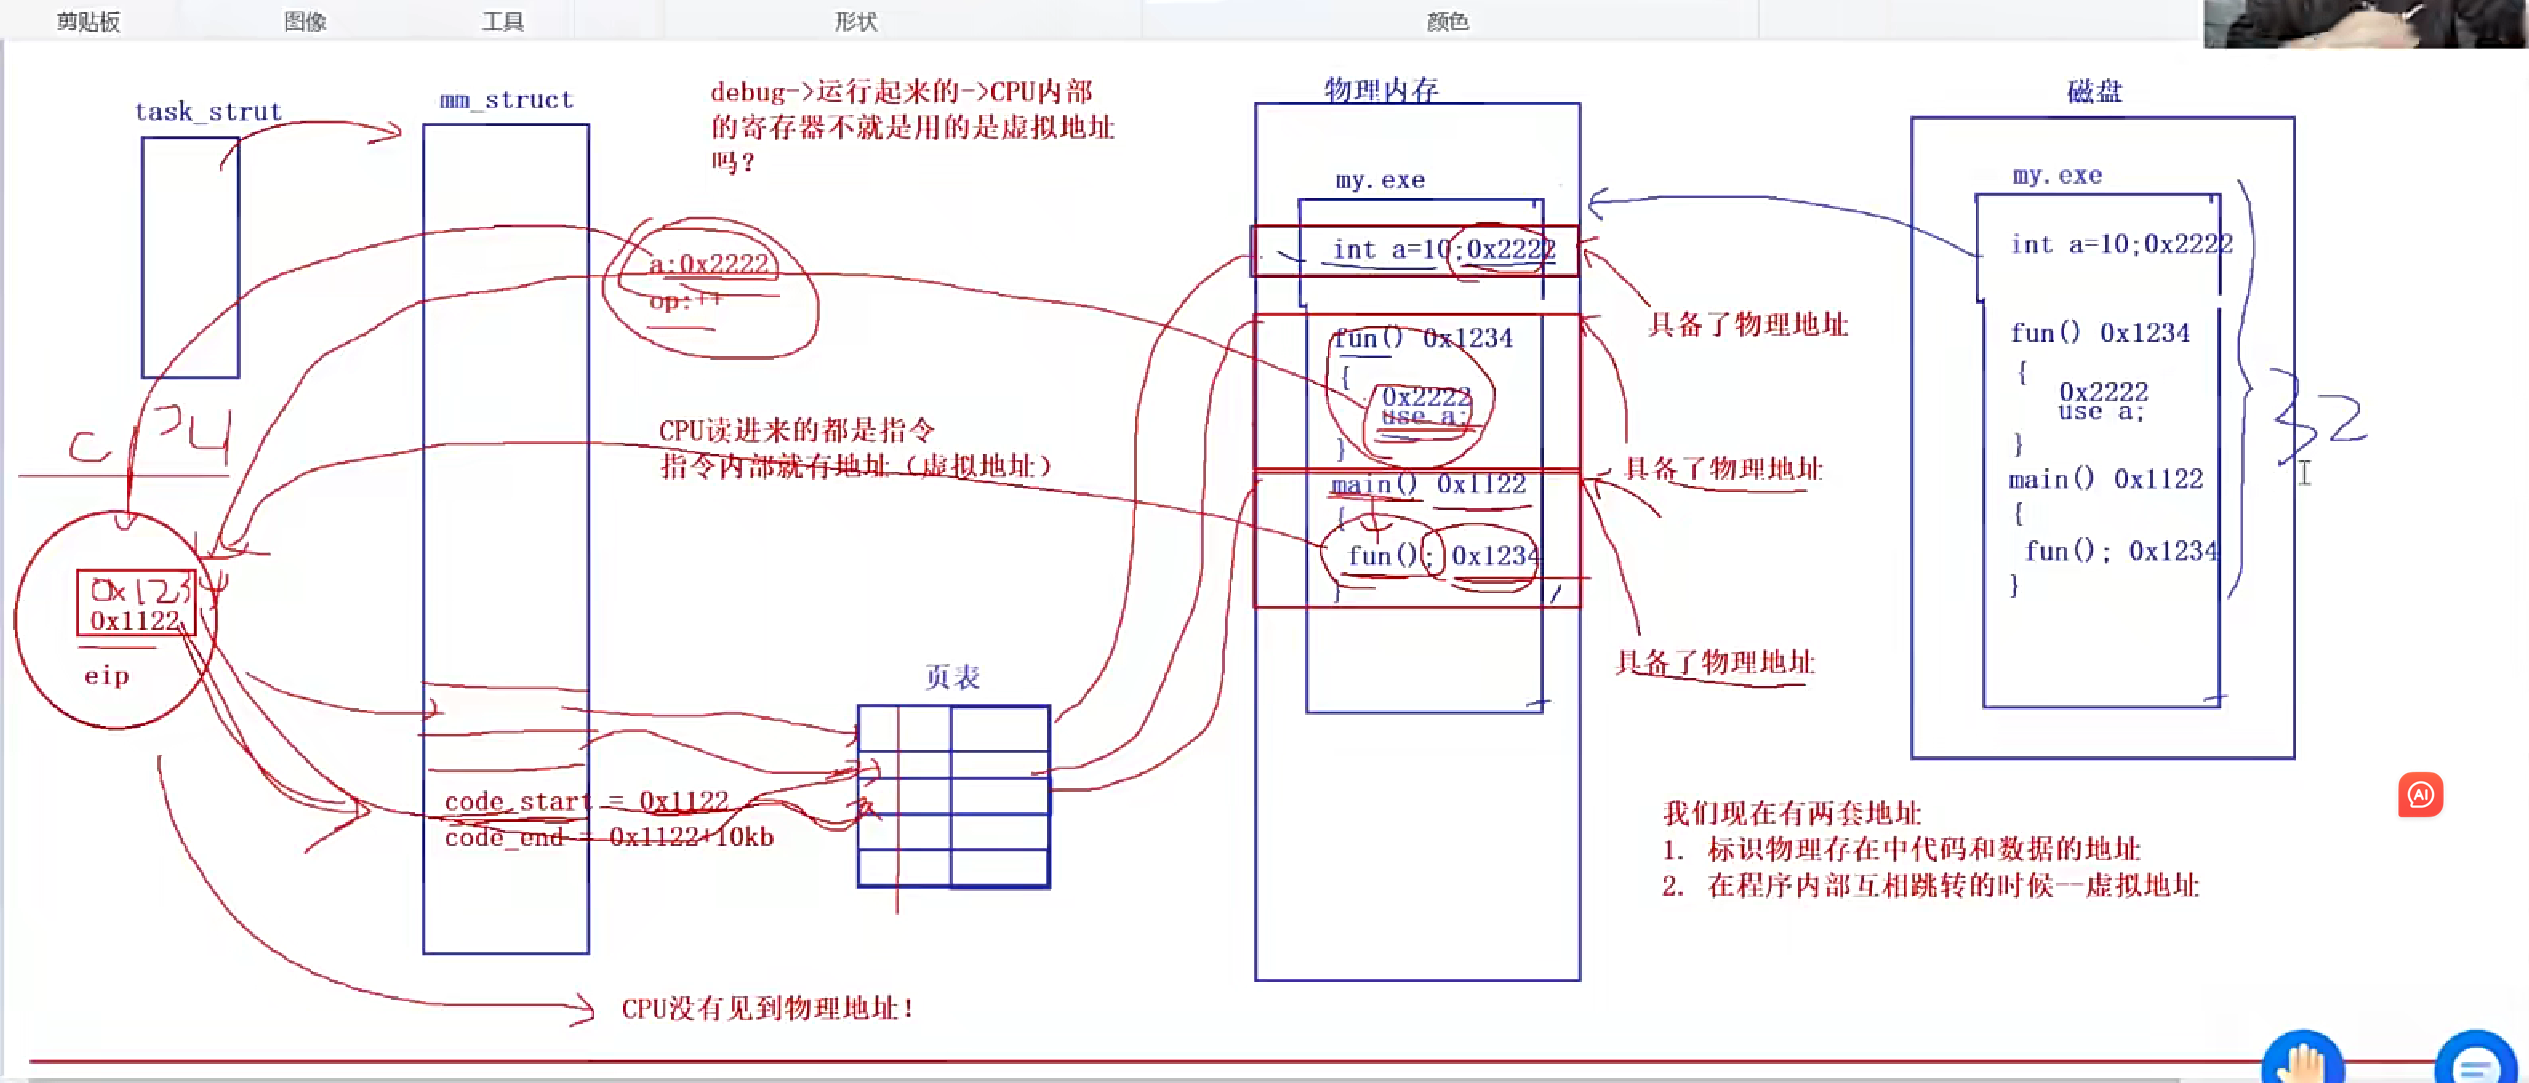 剪贴板
图像
工具
形状
颜色
task_strut
mm_struct
debug->运行起来的->CPU内部
的寄存器不就是用的是虚拟地址
吗？
物理内存
磁盘
my.exe
my.exe
int a=10;0x2222
int a=10;0x2222
a:0x2222
op:++
具备了物理地址
fun() 0x1234
{
0x2222
use a;
}
fun() 0x1234
{
0x2222
use a;
}
32
CPU读进来的都是指令
指令内部就有地址（虚拟地址）
具备了物理地址
main() 0x1122
{
fun(); 0x1234
}
main() 0x1122
{
fun(); 0x1234
}
0x123
0x1122
eip
具备了物理地址
页表
code_start = 0x1122
code_end = 0x1122+10kb
我们现在有两套地址
1. 标识物理存在中代码和数据的地址
2. 在程序内部互相跳转的时候--虚拟地址
CPU没有见到物理地址！
AI